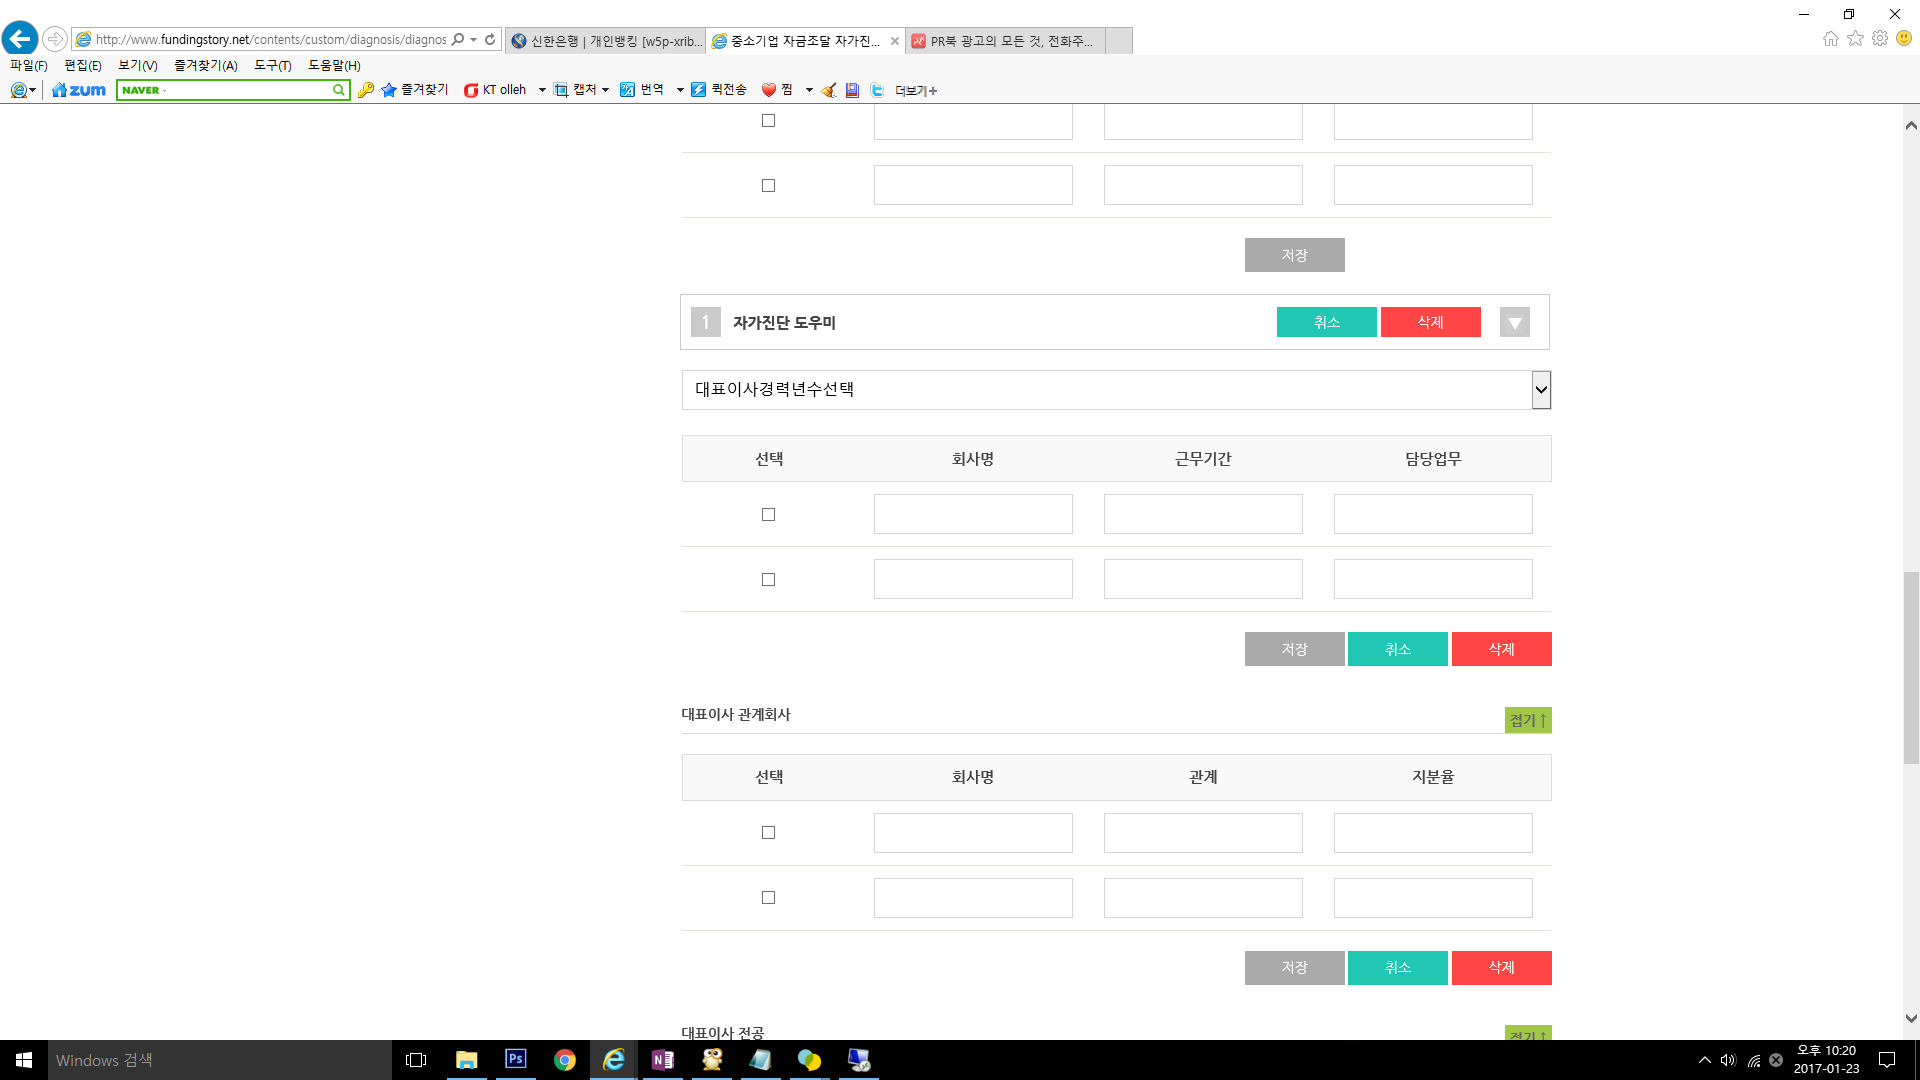 http://www.fundingstory.net/contents/custom/diagnosis/diagnos
신한은행 | 개인뱅킹 [w5p-xrib...
중소기업 자금조달 자가진...
PR북 광고의 모든 것, 전화주...
파일(F) 편집(E) 보기(V) 즐겨찾기(A) 도구(T) 도움말(H)
zum NAVER 즐겨찾기 KT olleh 캡처 번역 퀵전송 찜 더보기+
저장
1 자가진단 도우미 취소 삭제 ▼
대표이사경력년수선택
선택 회사명 근무기간 담당업무
저장 취소 삭제
대표이사 관계회사 접기↑
선택 회사명 관계 지분율
저장 취소 삭제
대표이사 전공 접기↑
Windows 검색
Ps
N
오후 10:20
2017-01-23